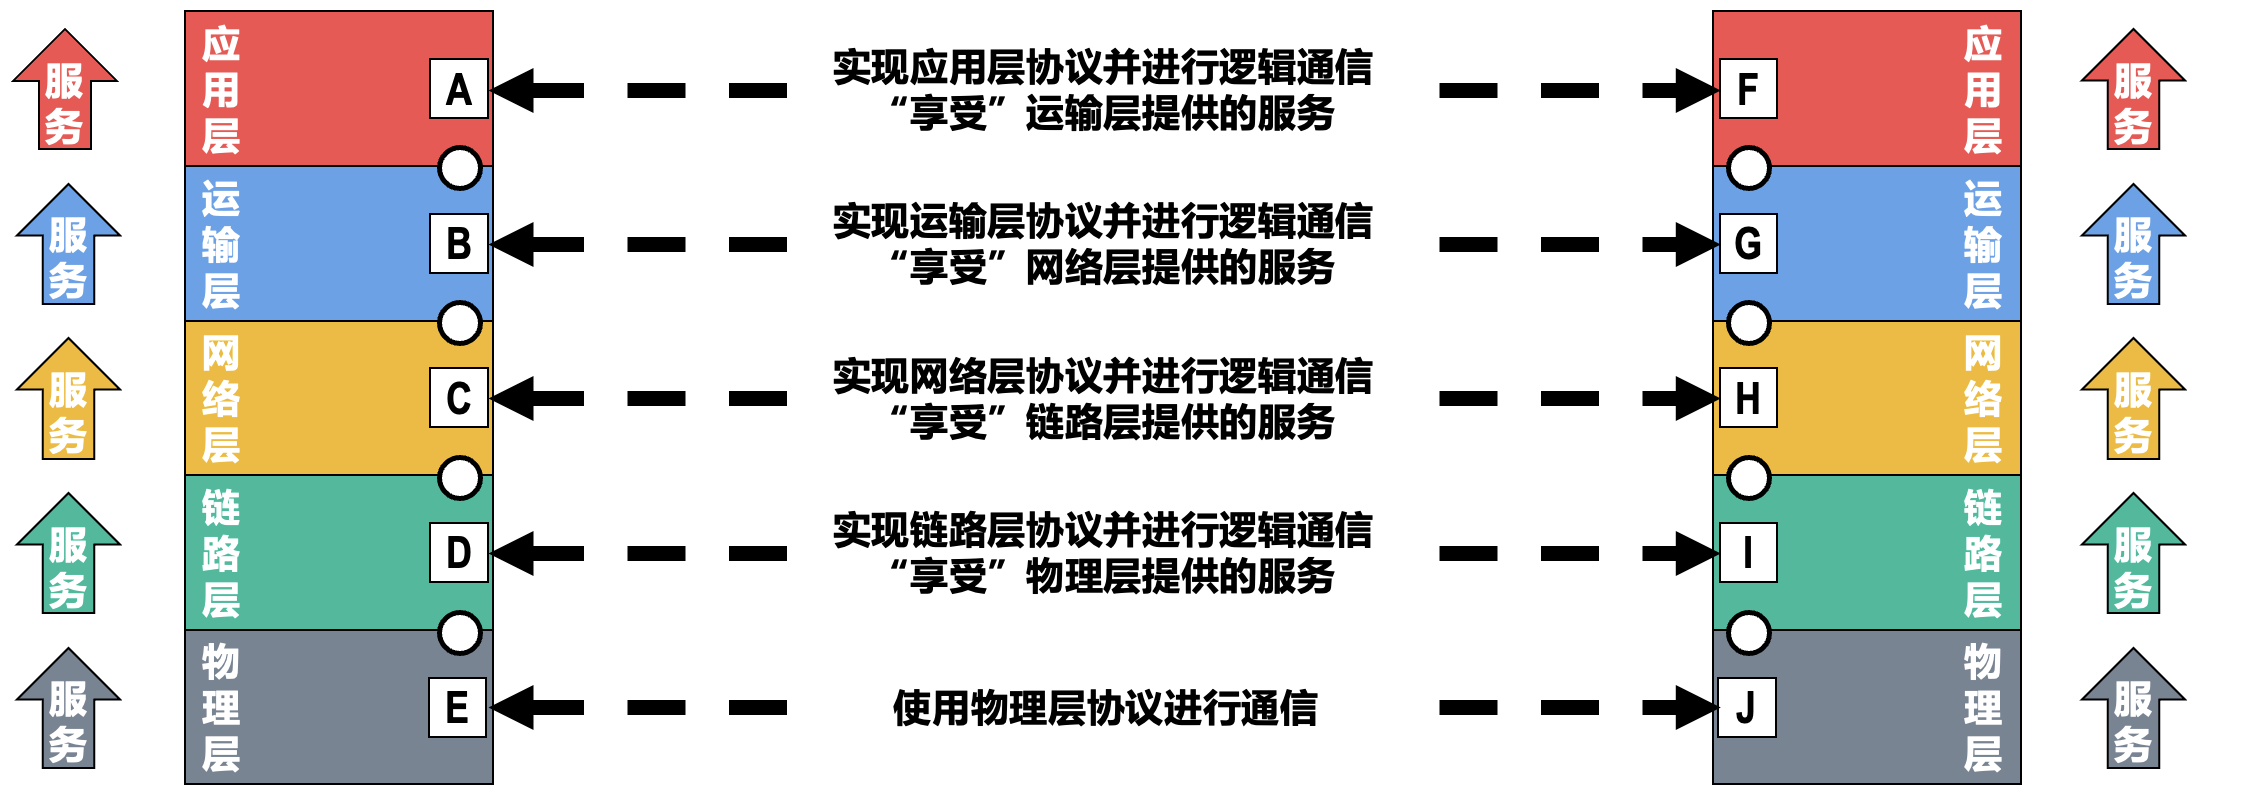 服务
应用层
A
实现应用层协议并进行逻辑通信
“享受”运输层提供的服务
F
应用层
服务
服务
运输层
B
实现运输层协议并进行逻辑通信
“享受”网络层提供的服务
G
运输层
服务
服务
网络层
C
实现网络层协议并进行逻辑通信
“享受”链路层提供的服务
H
网络层
服务
服务
链路层
D
实现链路层协议并进行逻辑通信
“享受”物理层提供的服务
I
链路层
服务
服务
物理层
E
使用物理层协议进行通信
J
物理层
服务